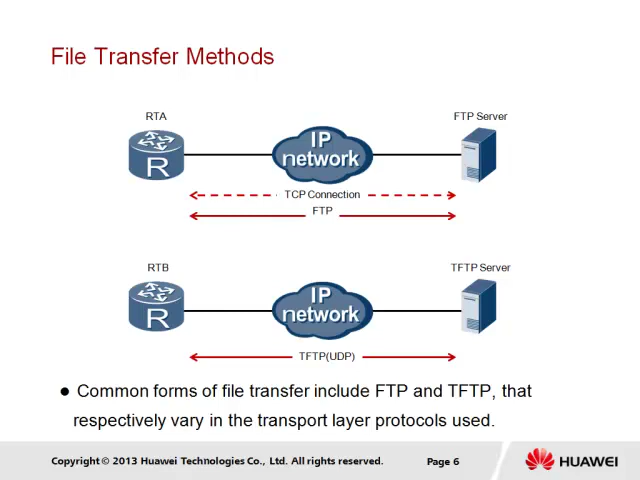 File Transfer Methods
RTA
FTP Server
IP
network
R
TCP Connection
FTP
RTB
TFTP Server
IP
network
R
TFTP(UDP)
● Common forms of file transfer include FTP and TFTP, that
respectively vary in the transport layer protocols used.
Copyright © 2013 Huawei Technologies Co., Ltd. All rights reserved.
Page 6
HUAWEI